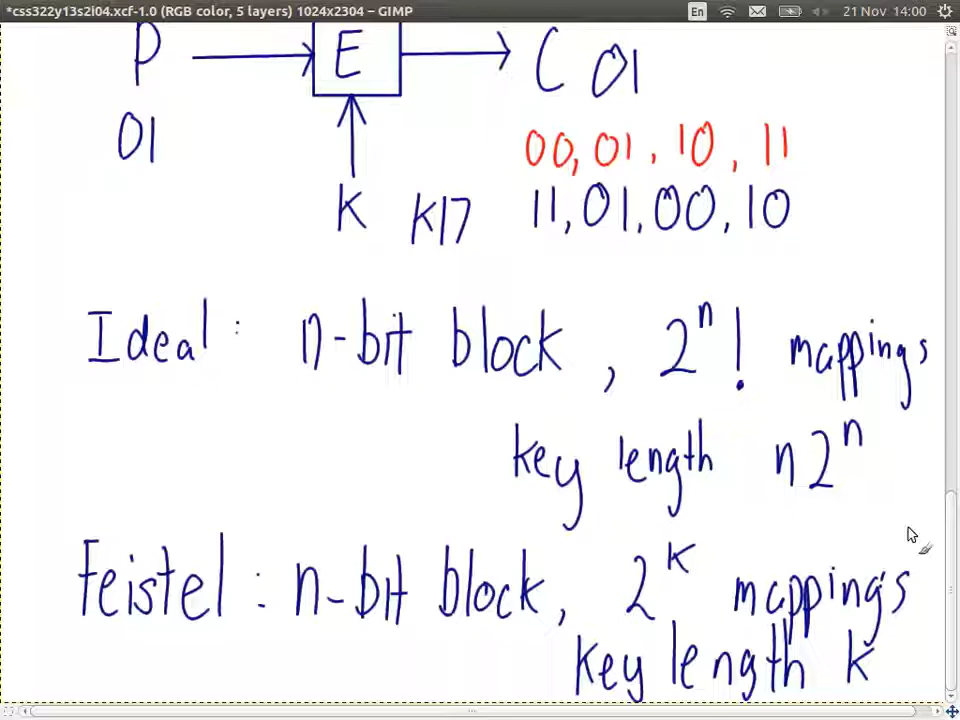 *css322y13s2i04.xcf-1.0 (RGB color, 5 layers) 1024x2304 – GIMP En 21 Nov 14:00
P E C 01
01 00, 01, 10, 11
K K17 11, 01, 00, 10
Ideal: n-bit block, 2^n! mappings
key length n2^n
Feistel: n-bit block, 2^k mappings
key length k